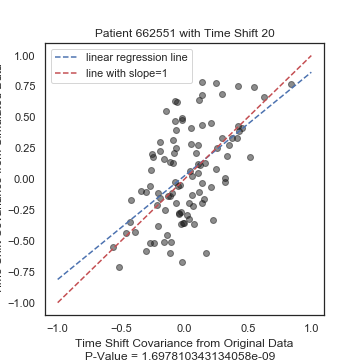 Patient 662551 with Time Shift 20
linear regression line
line with slope=1
1.00
0.75
0.50
0.25
0.00
−0.25
−0.50
−0.75
−1.00
−1.0
−0.5
0.0
0.5
1.0
Time Shift Covariance from Original Data
P-Value = 1.697810343134058e-09